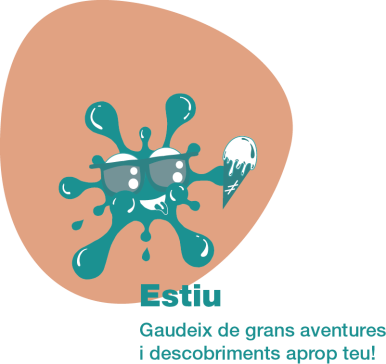 Estiu
Gaudeix de grans aventures
i descobriments aprop teu!